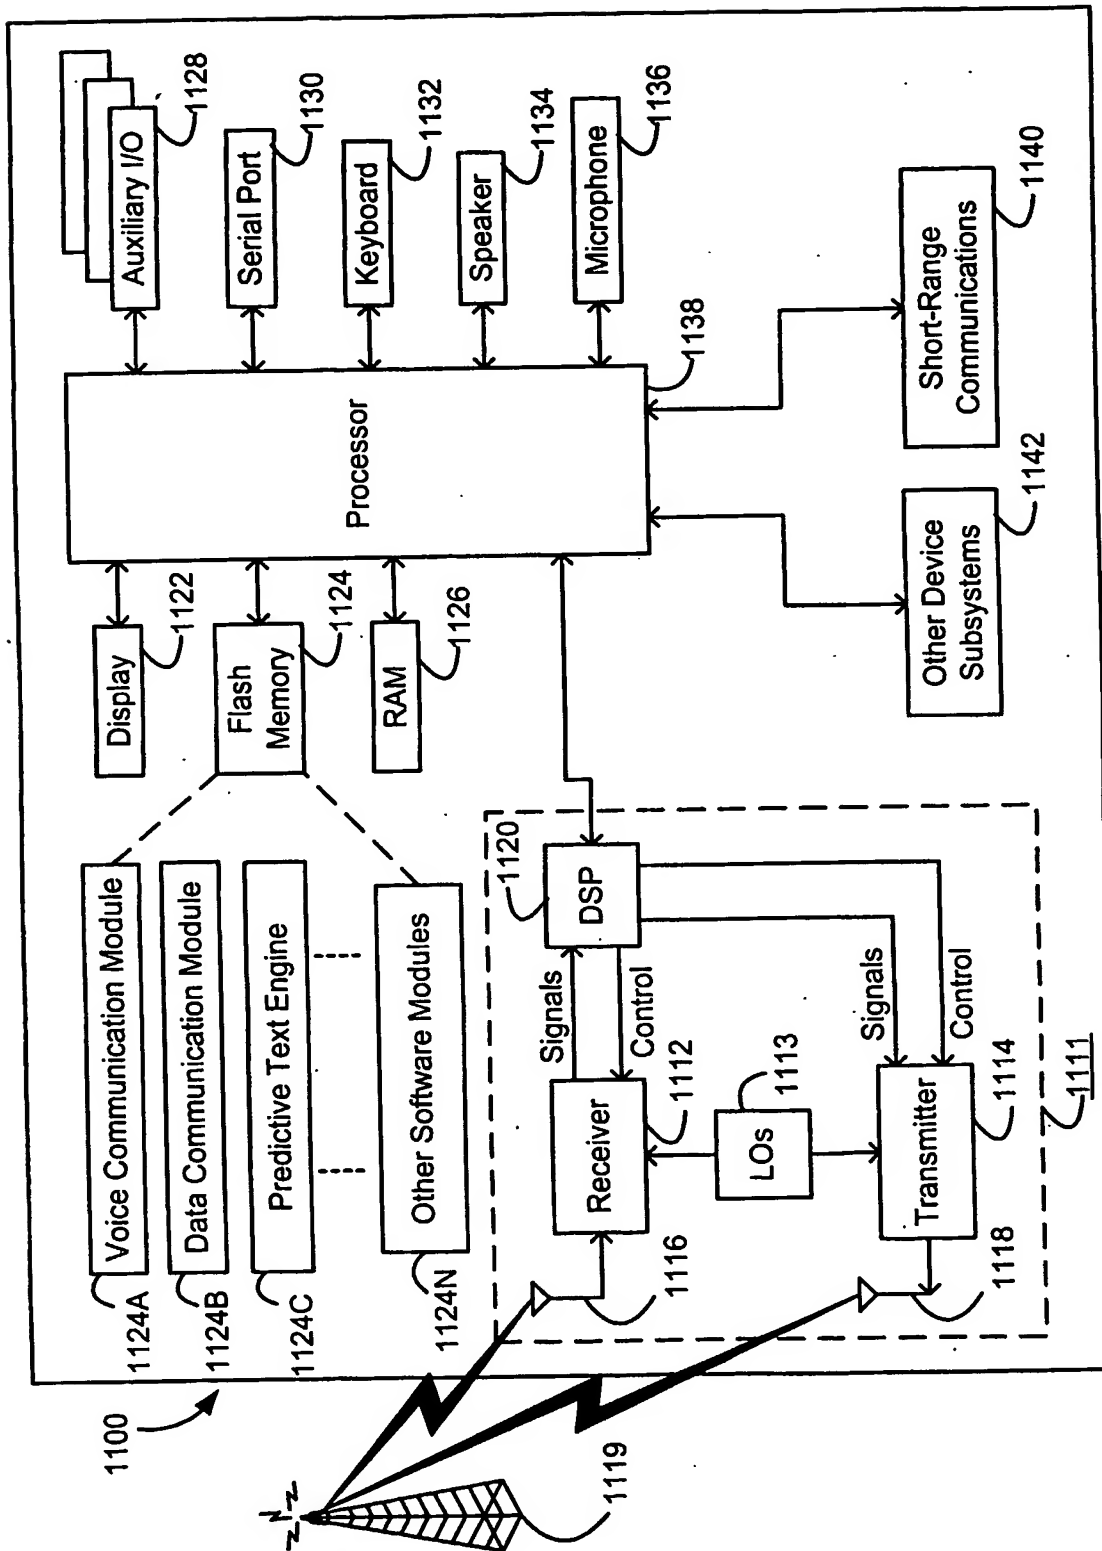 1100
1119
1124A
Voice Communication Module
1124B
Data Communication Module
1124C
Predictive Text Engine
1124N
Other Software Modules
Display
1122
Flash
Memory
1124
RAM
1126
Processor
1138
Auxiliary I/O
1128
Serial Port
1130
Keyboard
1132
Speaker
1134
Microphone
1136
Short-Range
Communications
1140
Other Device
Subsystems
1142
DSP
1120
Signals
Control
Receiver
1112
1116
LOs
1113
Signals
Control
Transmitter
1114
1118
1111